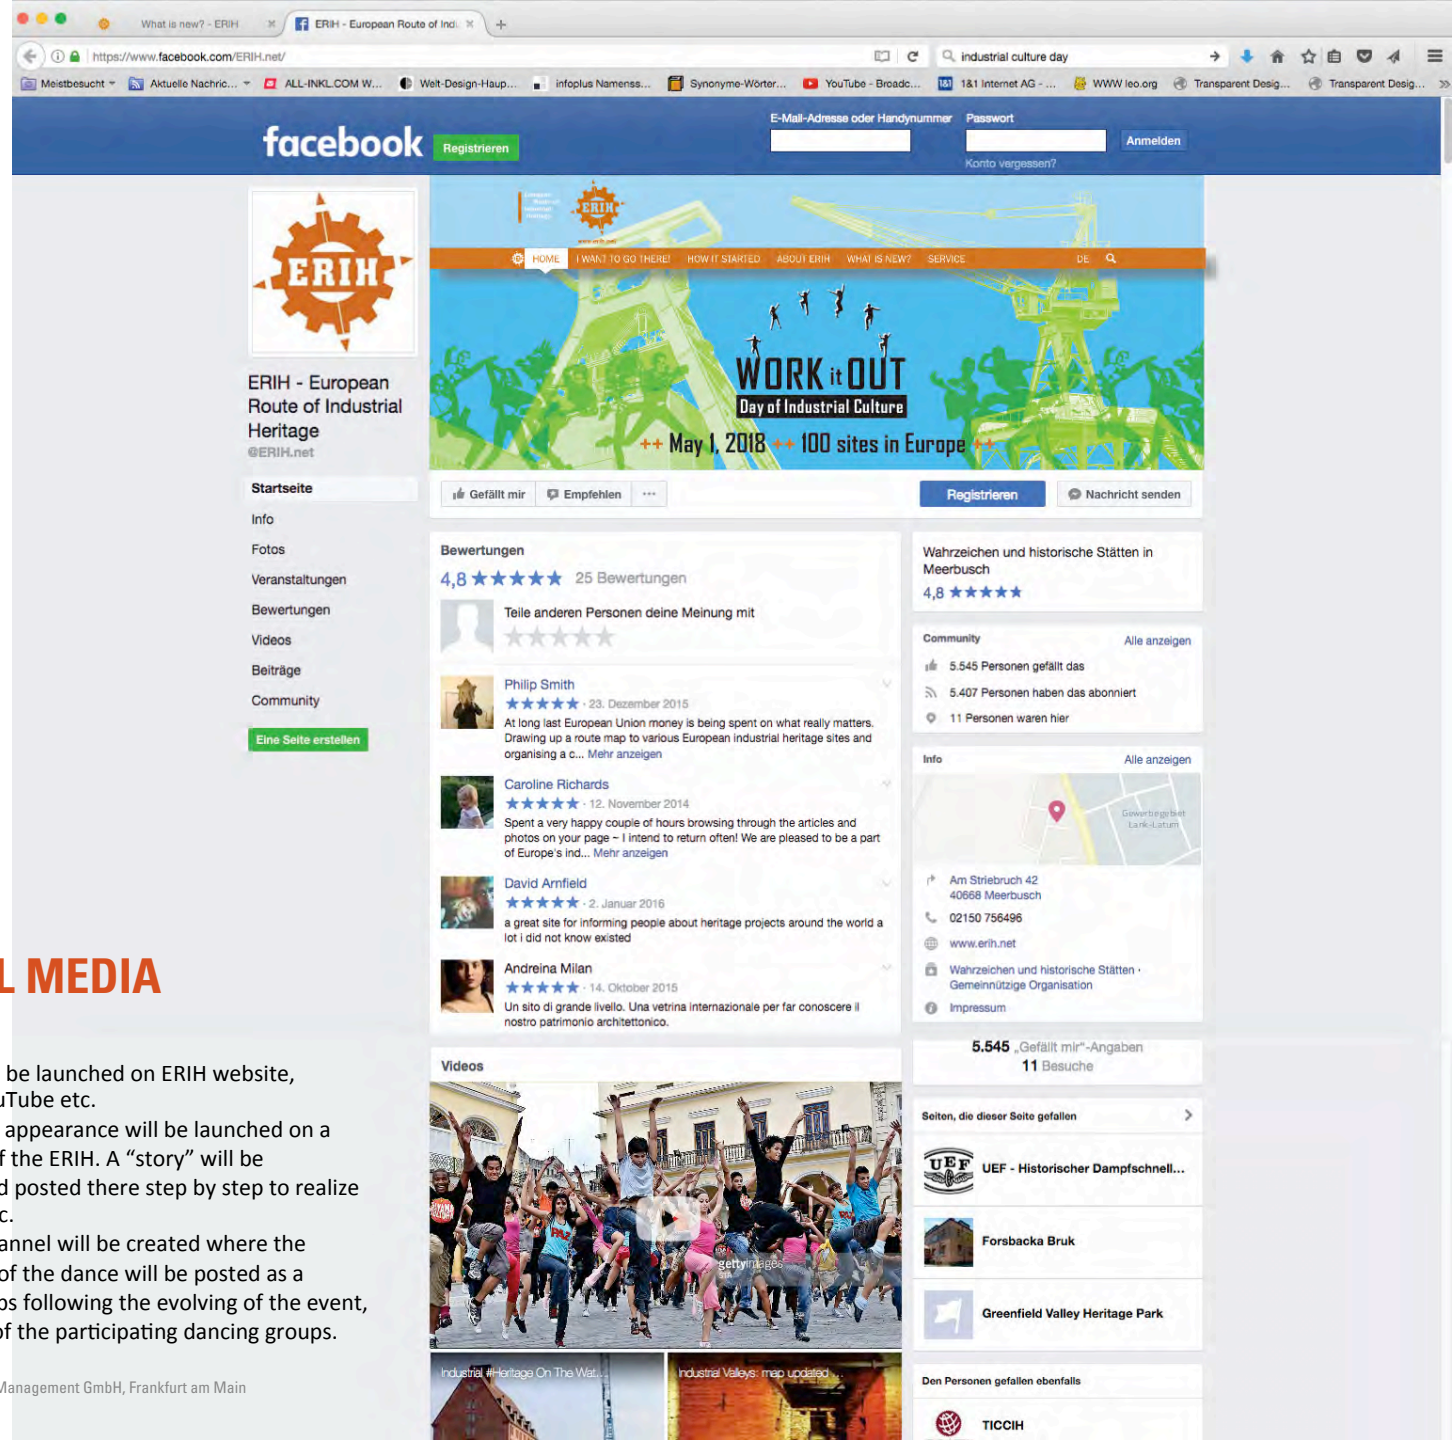 What is new? - ERIH
ERIH - European Route of Ind
https://www.facebook.com/ERIH.net/
industrial culture day
Meistbesucht
Aktuelle Nachric...
ALL-INKL.COM W...
Welt-Design-Haup...
infoplus Namenss...
Synonyme-Wörter...
YouTube - Broadc...
1&1 Internet AG - ...
WWW leo.org
Transparent Desig...
Transparent Desig...
facebook
Registrieren
E-Mail-Adresse oder Handynummer
Passwort
Anmelden
Konto vergessen?
ERIH
ERIH - European
Route of Industrial
Heritage
@ERIH.net
Startseite
Info
Fotos
Veranstaltungen
Bewertungen
Videos
Beiträge
Community
Eine Seite erstellen
ERIH
www.erih.net
HOME
I WANT TO GO THERE!
HOW IT STARTED
ABOUT ERIH
WHAT IS NEW?
SERVICE
DE
WORK it OUT
Day of Industrial Culture
++ May 1, 2018 ++ 100 sites in Europe ++
Gefällt mir
Empfehlen
...
Registrieren
Nachricht senden
Bewertungen
4,8 ★★★★★ 25 Bewertungen
Teile anderen Personen deine Meinung mit
Philip Smith
★★★★★ · 23. Dezember 2015
At long last European Union money is being spent on what really matters.
Drawing up a route map to various European industrial heritage sites and
organising a c... Mehr anzeigen
Caroline Richards
★★★★★ · 12. November 2014
Spent a very happy couple of hours browsing through the articles and
photos on your page ~ I intend to return often! We are pleased to be a part
of Europe's ind... Mehr anzeigen
David Arnfield
★★★★★ · 2. Januar 2016
a great site for informing people about heritage projects around the world a
lot i did not know existed
Andreina Milan
★★★★★ · 14. Oktober 2015
Un sito di grande livello. Una vetrina internazionale per far conoscere il
nostro patrimonio architettonico.
Videos
gettyimages
Industrial #Heritage On The Wat...
Industrial Valleys: map updated ...
Wahrzeichen und historische Stätten in
Meerbusch
4,8 ★★★★★
Community
Alle anzeigen
5.545 Personen gefällt das
5.407 Personen haben das abonniert
11 Personen waren hier
Info
Alle anzeigen
Gewerbegebiet
Lank-Latum
Am Striebruch 42
40668 Meerbusch
02150 756496
www.erih.net
Wahrzeichen und historische Stätten ·
Gemeinnützige Organisation
Impressum
5.545 „Gefällt mir“-Angaben
11 Besuche
Seiten, die dieser Seite gefallen
UEF
UEF - Historischer Dampfschnell...
Forsbacka Bruk
Greenfield Valley Heritage Park
Den Personen gefallen ebenfalls
TICCIH
L MEDIA
be launched on ERIH website,
uTube etc.
appearance will be launched on a
f the ERIH. A “story” will be
d posted there step by step to realize
c.
annel will be created where the
of the dance will be posted as a
ps following the evolving of the event,
of the participating dancing groups.
Management GmbH, Frankfurt am Main